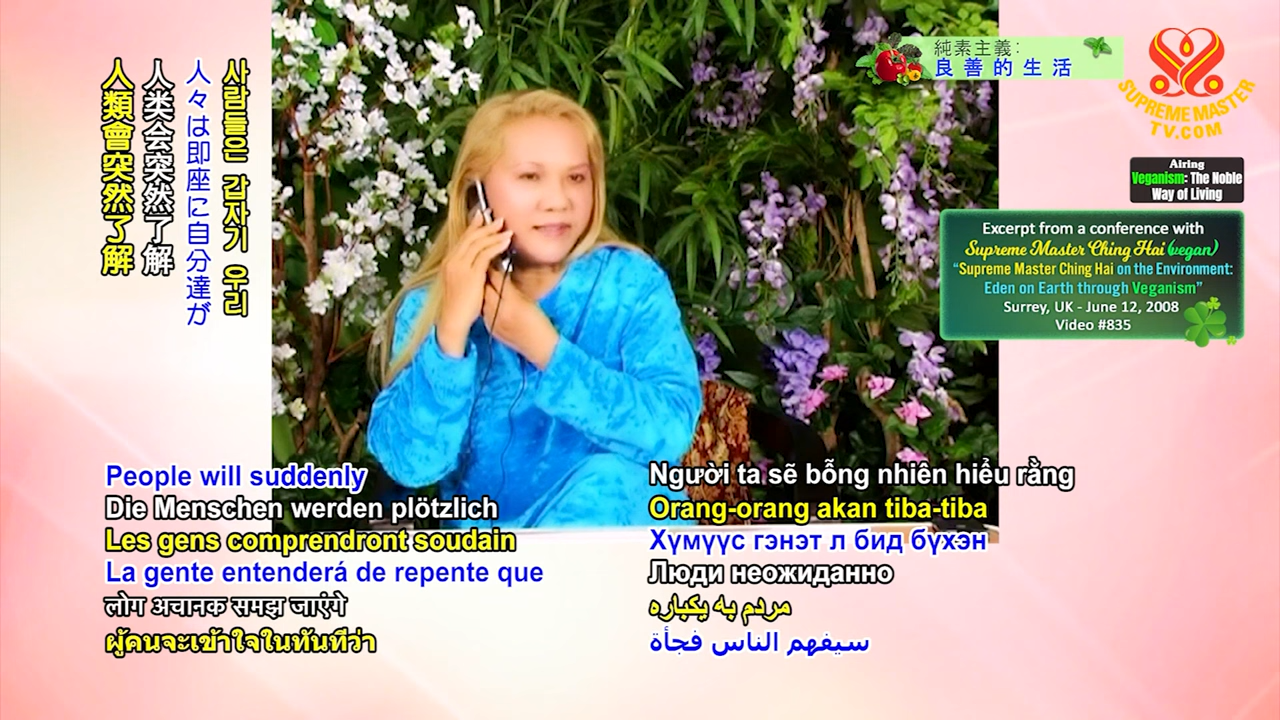 사람들은 갑자기 우리
人々は即座に自分達が
人类会突然了解
人類會突然了解
純素主義:
良善的生活
SUPREME MASTER
TV.COM
Airing
Veganism: The Noble
Way of Living
Excerpt from a conference with
Supreme Master Ching Hai (vegan)
“Supreme Master Ching Hai on the Environment:
Eden on Earth through Veganism”
Surrey, UK - June 12, 2008
Video #835
People will suddenly
Die Menschen werden plötzlich
Les gens comprendront soudain
La gente entenderá de repente que
लोग अचानक समझ जाएंगे
ผู้คนจะเข้าใจในทันทีว่า
Người ta sẽ bỗng nhiên hiểu rằng
Orang-orang akan tiba-tiba
Хүмүүс гэнэт л бид бүхэн
Люди неожиданно
مردم به یکباره
سيفهم الناس فجأة